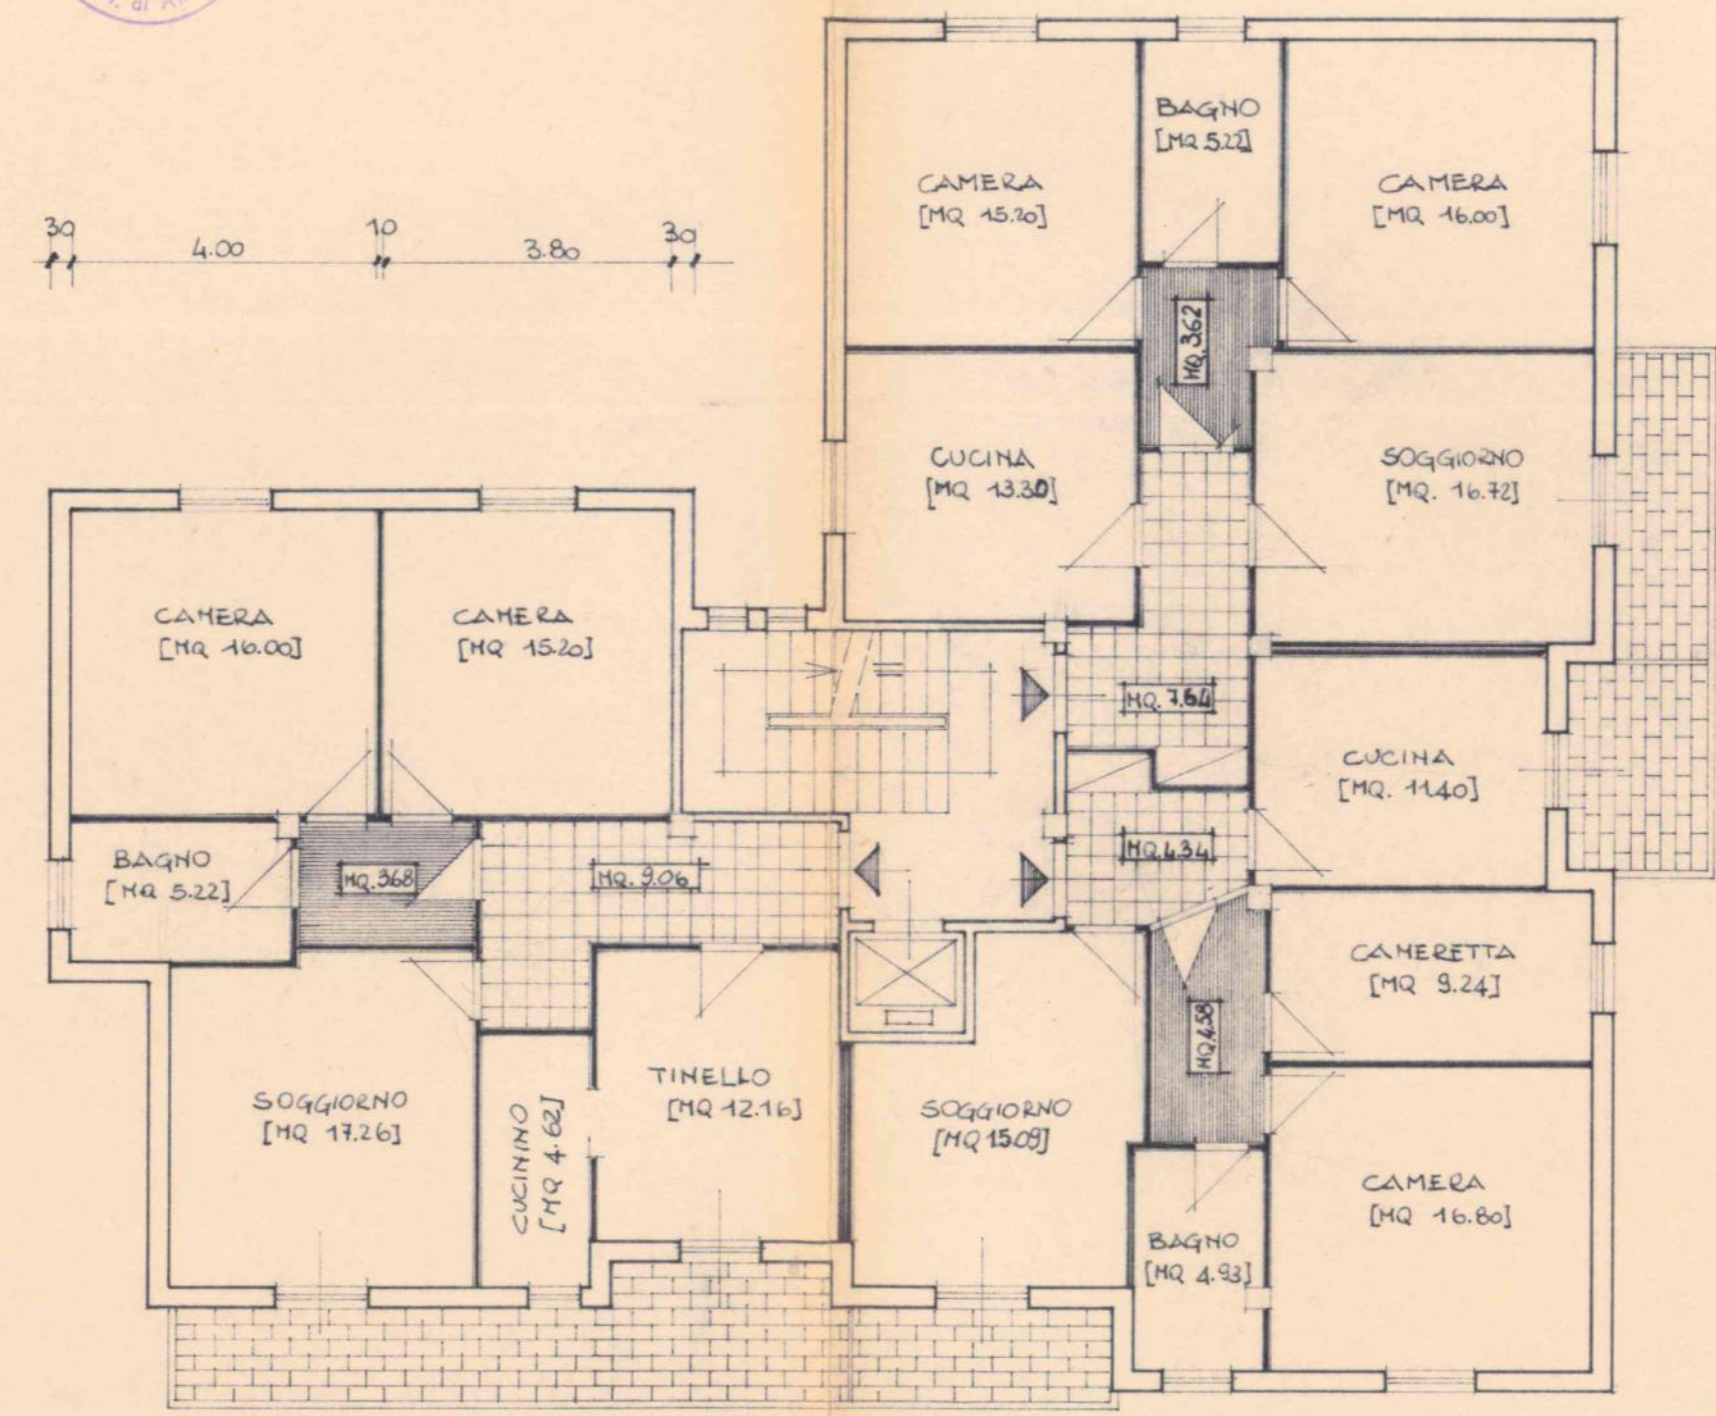 BAGNO
[MQ 5.22]
CAMERA
[MQ 15.20]
CAMERA
[MQ 16.00]
30
4.00
10
3.80
30
MQ. 3.62
CUCINA
[MQ 13.30]
SOGGIORNO
[MQ. 16.72]
CAMERA
[MQ 16.00]
CAMERA
[MQ 15.20]
MQ. 7.64
CUCINA
[MQ. 11.40]
MQ. 4.34
BAGNO
[MQ 5.22]
MQ. 3.68
MQ. 9.06
CAMERETTA
[MQ 9.24]
MQ 4.58
SOGGIORNO
[MQ 17.26]
CUCININO
[MQ 4.62]
TINELLO
[MQ 12.16]
SOGGIORNO
[MQ 15.09]
CAMERA
[MQ 16.80]
BAGNO
[MQ 4.93]